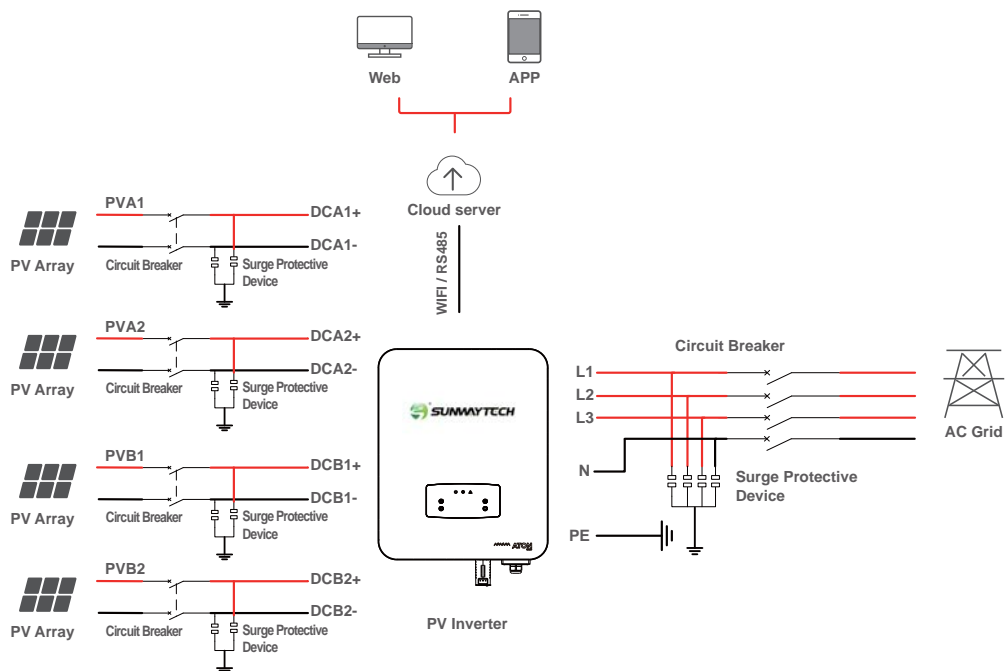 Web
APP
Cloud server
WIFI / RS485
PVA1
DCA1+
DCA1-
PV Array
Circuit Breaker
Surge Protective
Device
PVA2
DCA2+
DCA2-
PV Array
Circuit Breaker
Surge Protective
Device
PVB1
DCB1+
DCB1-
PV Array
Circuit Breaker
Surge Protective
Device
PVB2
DCB2+
DCB2-
PV Array
Circuit Breaker
Surge Protective
Device
SUNWAYTECH
PV Inverter
Circuit Breaker
L1
L2
L3
N
PE
Surge Protective
Device
AC Grid